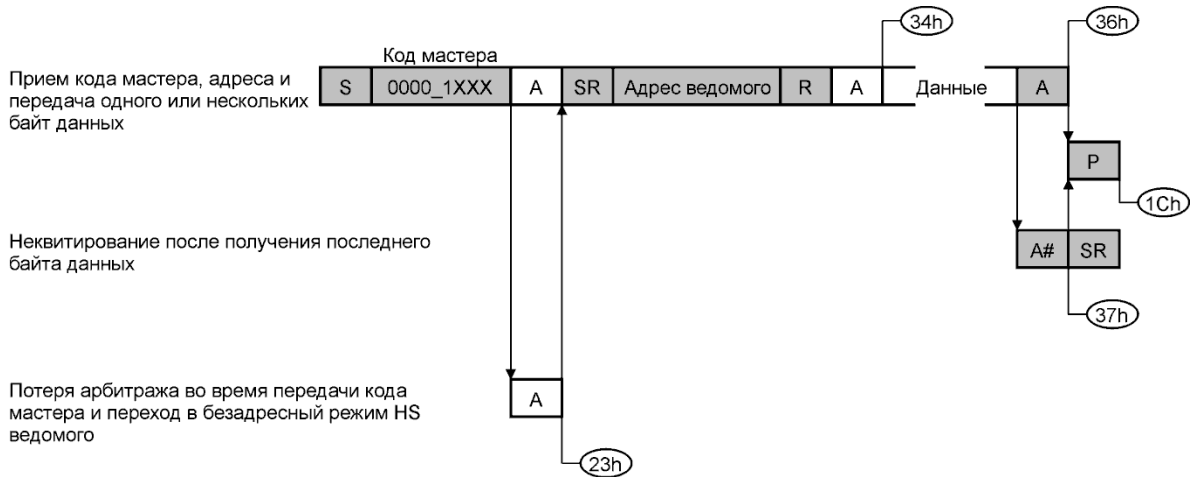 34h
36h
Код мастера
Прием кода мастера, адреса и
передача одного или нескольких
байт данных
S 0000_1XXX A SR Адрес ведомого R A Данные A
P
1Ch
Неквитирование после получения последнего
байта данных
A# SR
37h
Потеря арбитража во время передачи кода
мастера и переход в безадресный режим HS
ведомого
A
23h